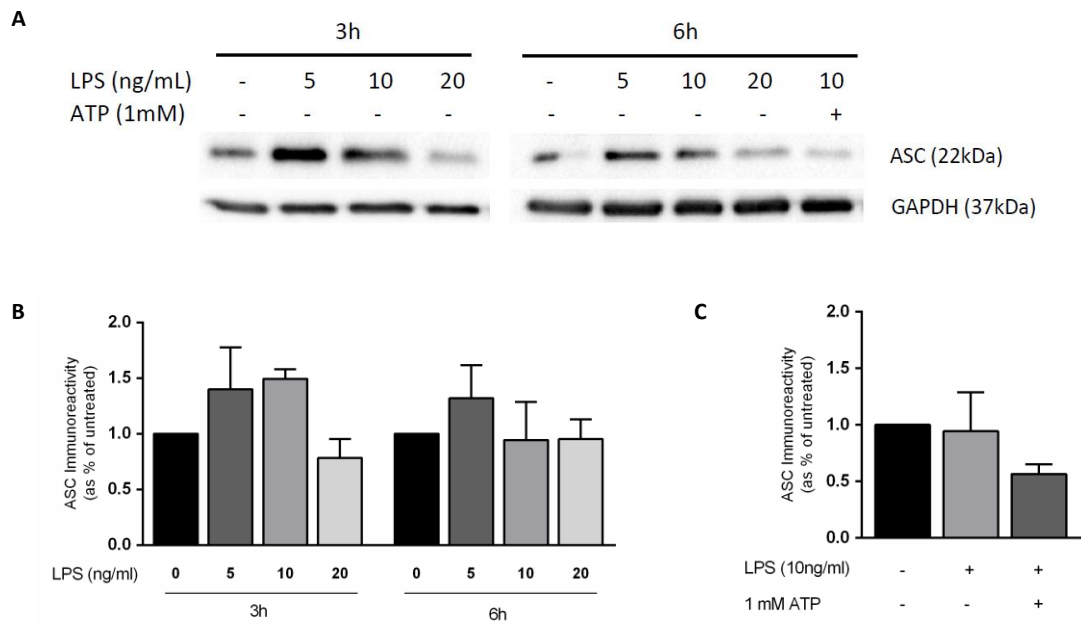 A
3h 6h
LPS (ng/mL) - 5 10 20 - 5 10 20 10
ATP (1mM) - - - - - - - - +
ASC (22kDa)
GAPDH (37kDa)
B
ASC Immunoreactivity
(as % of untreated)
2.0
1.5
1.0
0.5
0.0
LPS (ng/ml) 0 5 10 20 0 5 10 20
3h 6h
C
ASC Immunoreactivity
(as % of untreated)
2.0
1.5
1.0
0.5
0.0
LPS (10ng/ml) - + +
1 mM ATP - - +